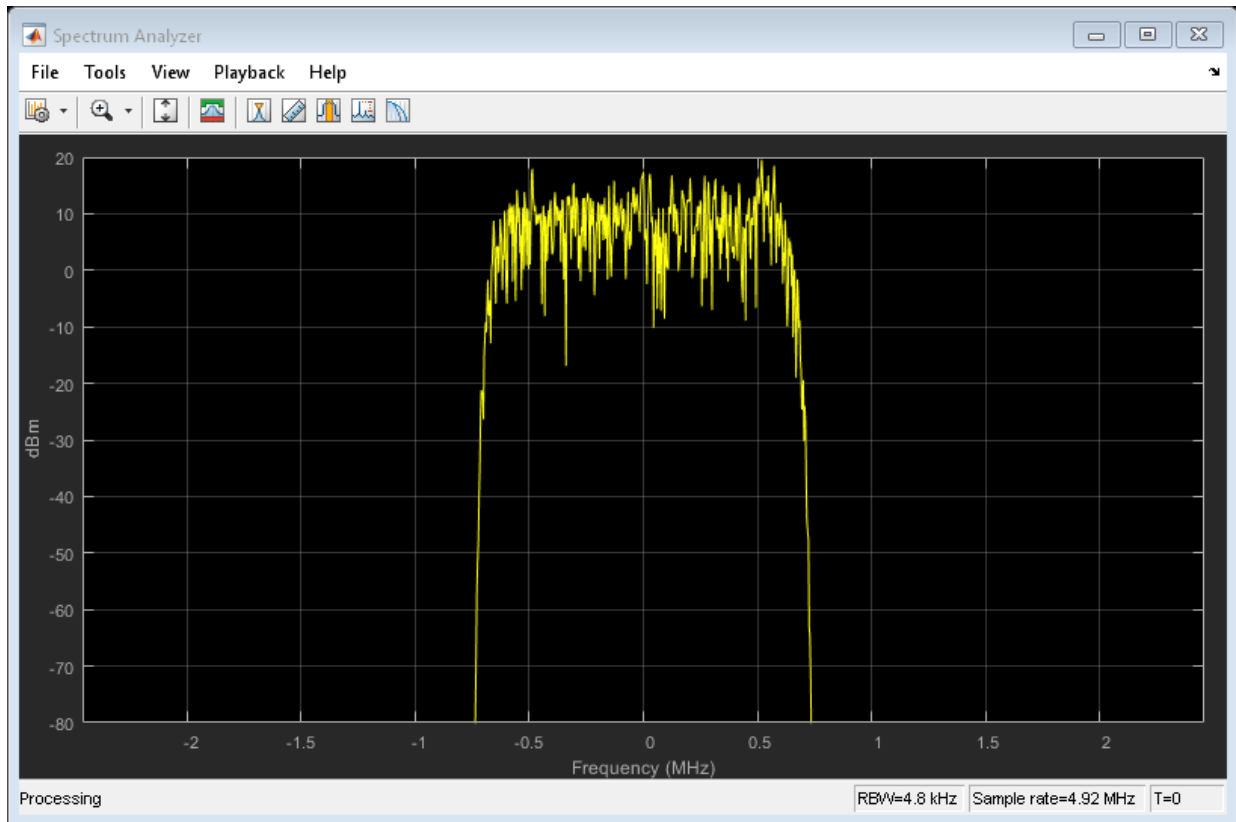 Spectrum Analyzer
File Tools View Playback Help
20
10
0
-10
-20
-30
-40
-50
-60
-70
-80
dBm
-2 -1.5 -1 -0.5 0 0.5 1 1.5 2
Frequency (MHz)
Processing RBW=4.8 kHz Sample rate=4.92 MHz T=0